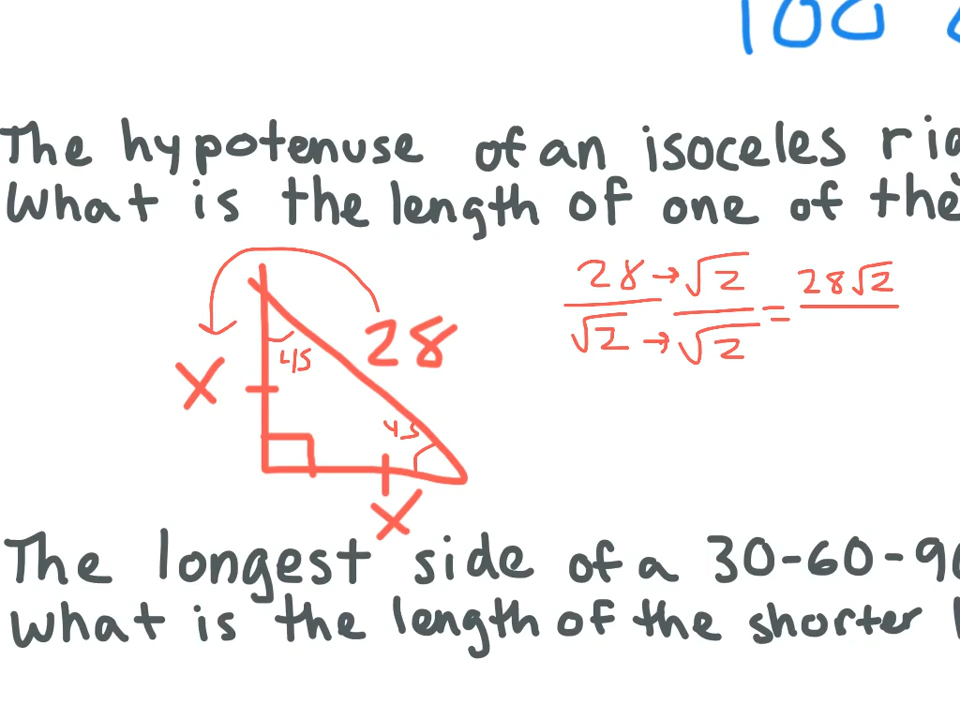 100
The hypotenuse of an isoceles
What is the length of one of the
28→√2 = 28√2
√2→√2
45
28
X
45
X
The longest side of a 30-60-90
What is the length of the shorter